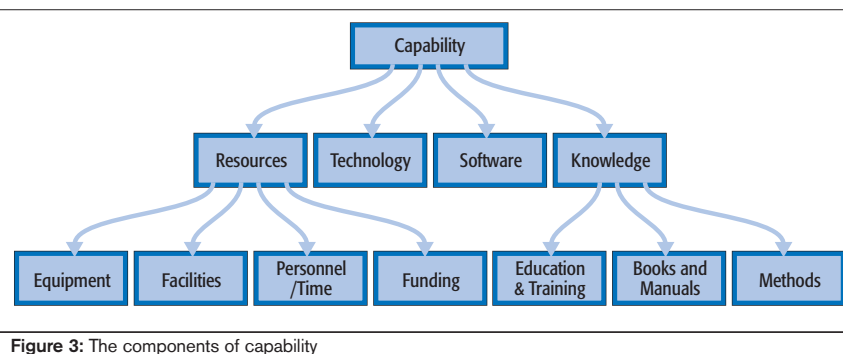 Capability
Resources
Technology
Software
Knowledge
Equipment
Facilities
Personnel
/Time
Funding
Education
& Training
Books and
Manuals
Methods
Figure 3: The components of capability